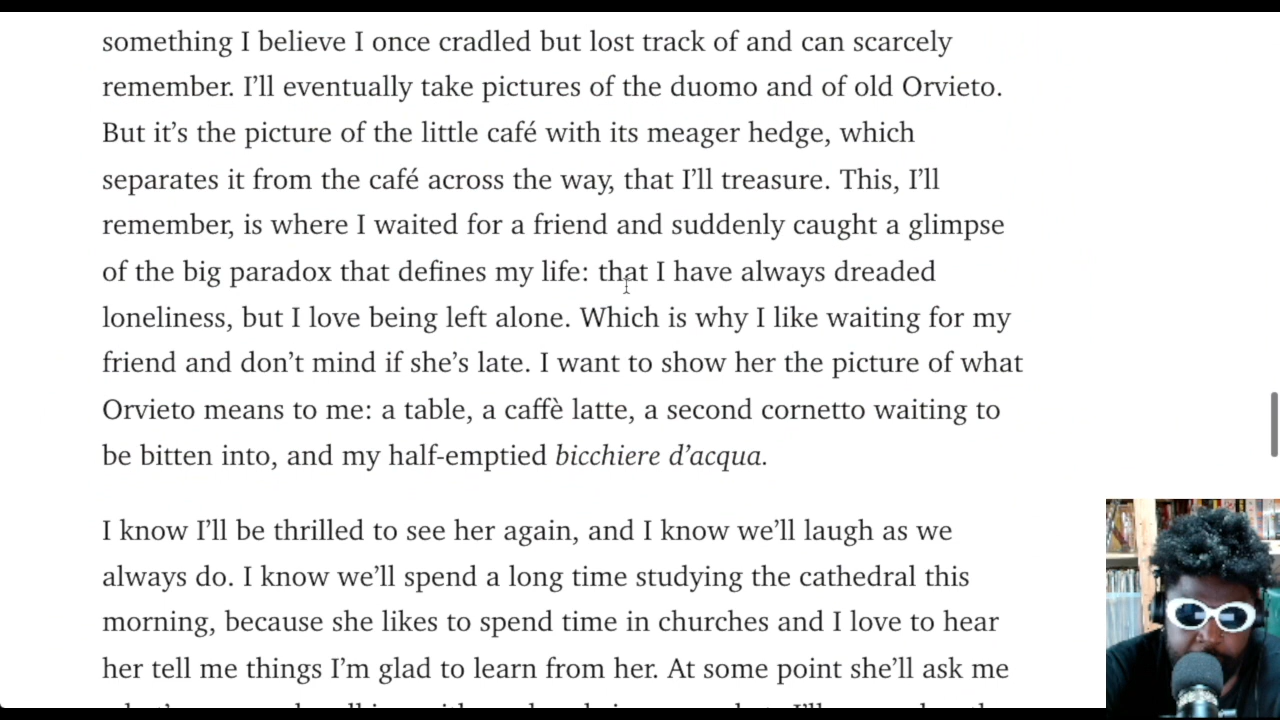 something I believe I once cradled but lost track of and can scarcely
remember. I’ll eventually take pictures of the duomo and of old Orvieto.
But it’s the picture of the little café with its meager hedge, which
separates it from the café across the way, that I’ll treasure. This, I’ll
remember, is where I waited for a friend and suddenly caught a glimpse
of the big paradox that defines my life: that I have always dreaded
loneliness, but I love being left alone. Which is why I like waiting for my
friend and don’t mind if she’s late. I want to show her the picture of what
Orvieto means to me: a table, a caffè latte, a second cornetto waiting to
be bitten into, and my half-emptied bicchiere d’acqua.
I know I’ll be thrilled to see her again, and I know we’ll laugh as we
always do. I know we’ll spend a long time studying the cathedral this
morning, because she likes to spend time in churches and I love to hear
her tell me things I’m glad to learn from her. At some point she’ll ask me